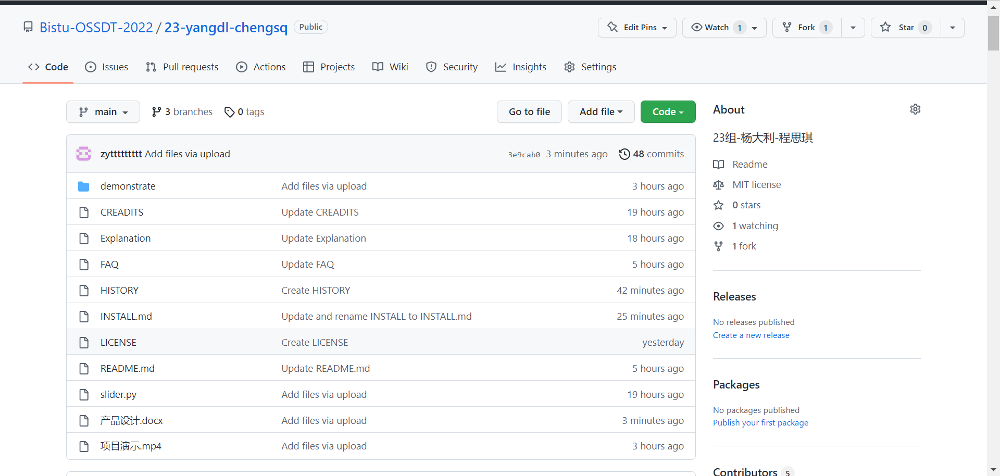 Bistu-OSSDT-2022 / 23-yangdl-chengsq Public
Edit Pins Watch 1 Fork 1 Star 0
Code Issues Pull requests Actions Projects Wiki Security Insights Settings
main 3 branches 0 tags Go to file Add file Code
zyttttttttt Add files via upload 3e9cab0 3 minutes ago 48 commits
demonstrate Add files via upload 3 hours ago
CREADITS Update CREADITS 19 hours ago
Explanation Update Explanation 18 hours ago
FAQ Update FAQ 5 hours ago
HISTORY Create HISTORY 42 minutes ago
INSTALL.md Update and rename INSTALL to INSTALL.md 25 minutes ago
LICENSE Create LICENSE yesterday
README.md Update README.md 5 hours ago
slider.py Add files via upload 19 hours ago
产品设计.docx Add files via upload 3 minutes ago
项目演示.mp4 Add files via upload 3 hours ago
About
23组-杨大利-程思琪
Readme
MIT license
0 stars
1 watching
1 fork
Releases
No releases published
Create a new release
Packages
No packages published
Publish your first package
Contributors 5